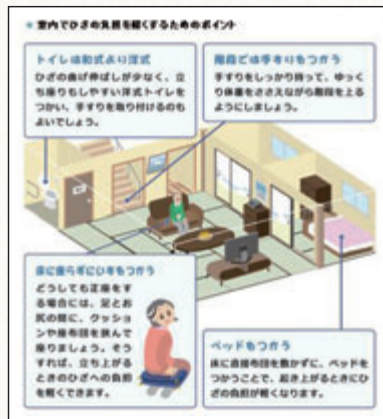 室内でひざの負担を軽くするためのポイント
トイレは和式より洋式
ひざの曲げ伸ばしが少なく、立
ち座りもしやすい洋式トイレを
つかい、手すりを取り付けるのも
よいでしょう。
階段では手すりをつかう
手すりをしっかり持って、ゆっく
り体重をささえながら階段を上る
ようにしましょう。
床に座らずにひ をつかう
どうしても正座をす
る場合には、足とお
尻の間に、クッショ
ンや座布団を挟んで
座りましょう。そう
すれば、立ち上がる
ときのひざへの負担
を軽くできます。
ベッドをつかう
床に直接布団を敷かずに、ベッドを
つかうことで、起き上がるときにひ
ざの負担が軽くなります。